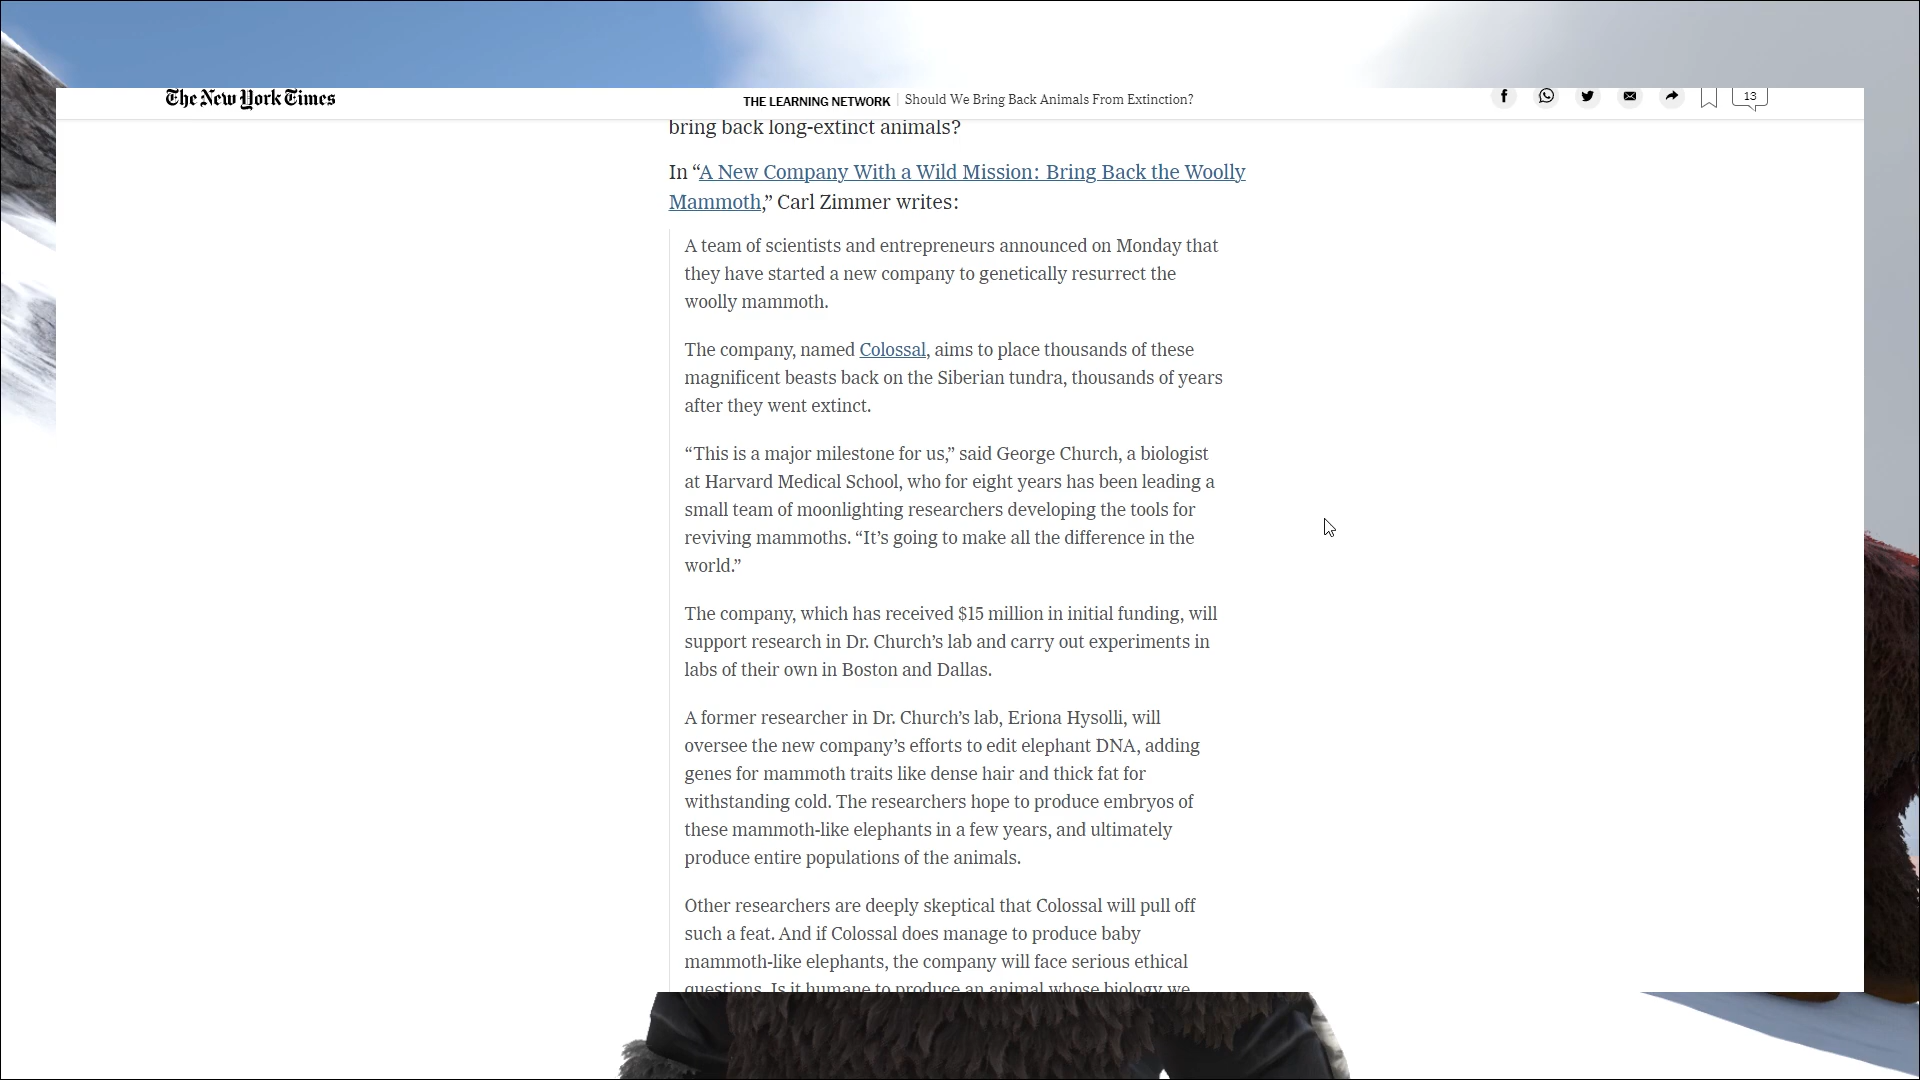 The New York Times
THE LEARNING NETWORK | Should We Bring Back Animals From Extinction?
13
bring back long-extinct animals?
In “A New Company With a Wild Mission: Bring Back the Woolly
Mammoth,” Carl Zimmer writes:
A team of scientists and entrepreneurs announced on Monday that
they have started a new company to genetically resurrect the
woolly mammoth.
The company, named Colossal, aims to place thousands of these
magnificent beasts back on the Siberian tundra, thousands of years
after they went extinct.
“This is a major milestone for us,” said George Church, a biologist
at Harvard Medical School, who for eight years has been leading a
small team of moonlighting researchers developing the tools for
reviving mammoths. “It’s going to make all the difference in the
world.”
The company, which has received $15 million in initial funding, will
support research in Dr. Church’s lab and carry out experiments in
labs of their own in Boston and Dallas.
A former researcher in Dr. Church’s lab, Eriona Hysolli, will
oversee the new company’s efforts to edit elephant DNA, adding
genes for mammoth traits like dense hair and thick fat for
withstanding cold. The researchers hope to produce embryos of
these mammoth-like elephants in a few years, and ultimately
produce entire populations of the animals.
Other researchers are deeply skeptical that Colossal will pull off
such a feat. And if Colossal does manage to produce baby
mammoth-like elephants, the company will face serious ethical
questions. Is it humane to produce an animal whose biology we